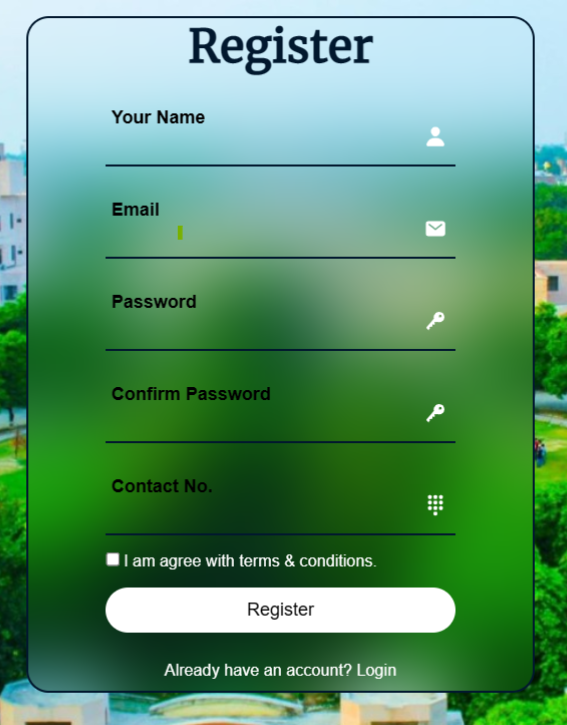 Register
Your Name
Email
Password
Confirm Password
Contact No.
I am agree with terms & conditions.
Register
Already have an account? Login